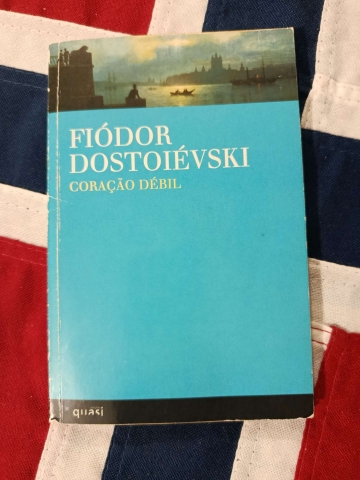 FIÓDOR
DOSTOIÉVSKI
CORAÇÃO DÉBIL
quasi